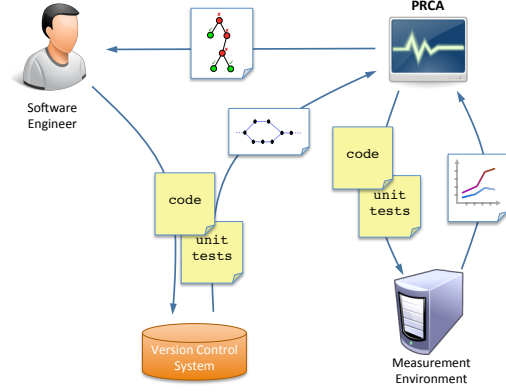 PRCA
Software
Engineer
code
unit
tests
code
unit
tests
Version Control
System
Measurement
Environment